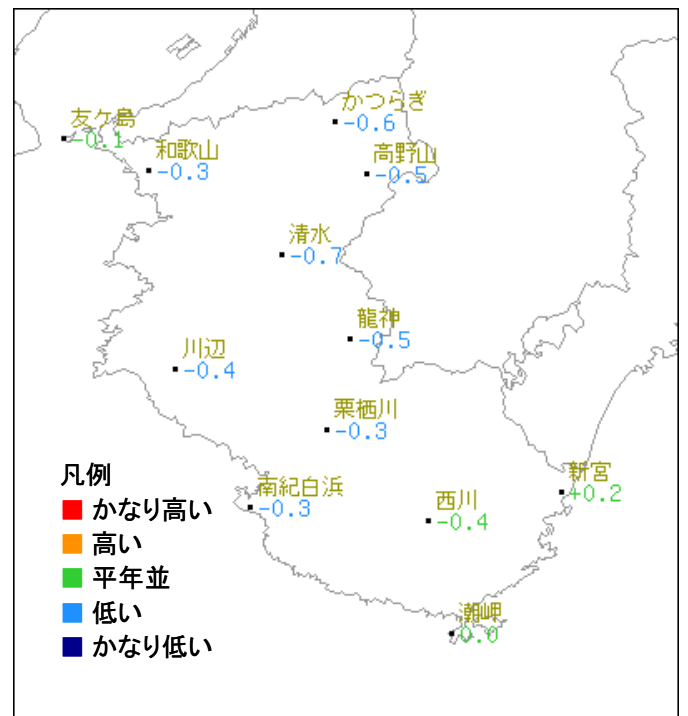 かつらぎ
-0.6
友ケ島
-0.1
和歌山
-0.3
高野山
-0.5
清水
-0.7
龍神
-0.5
川辺
-0.4
栗栖川
-0.3
新宮
+0.2
南紀白浜
-0.3
西川
-0.4
潮岬
0.0
凡例
かなり高い
高い
平年並
低い
かなり低い